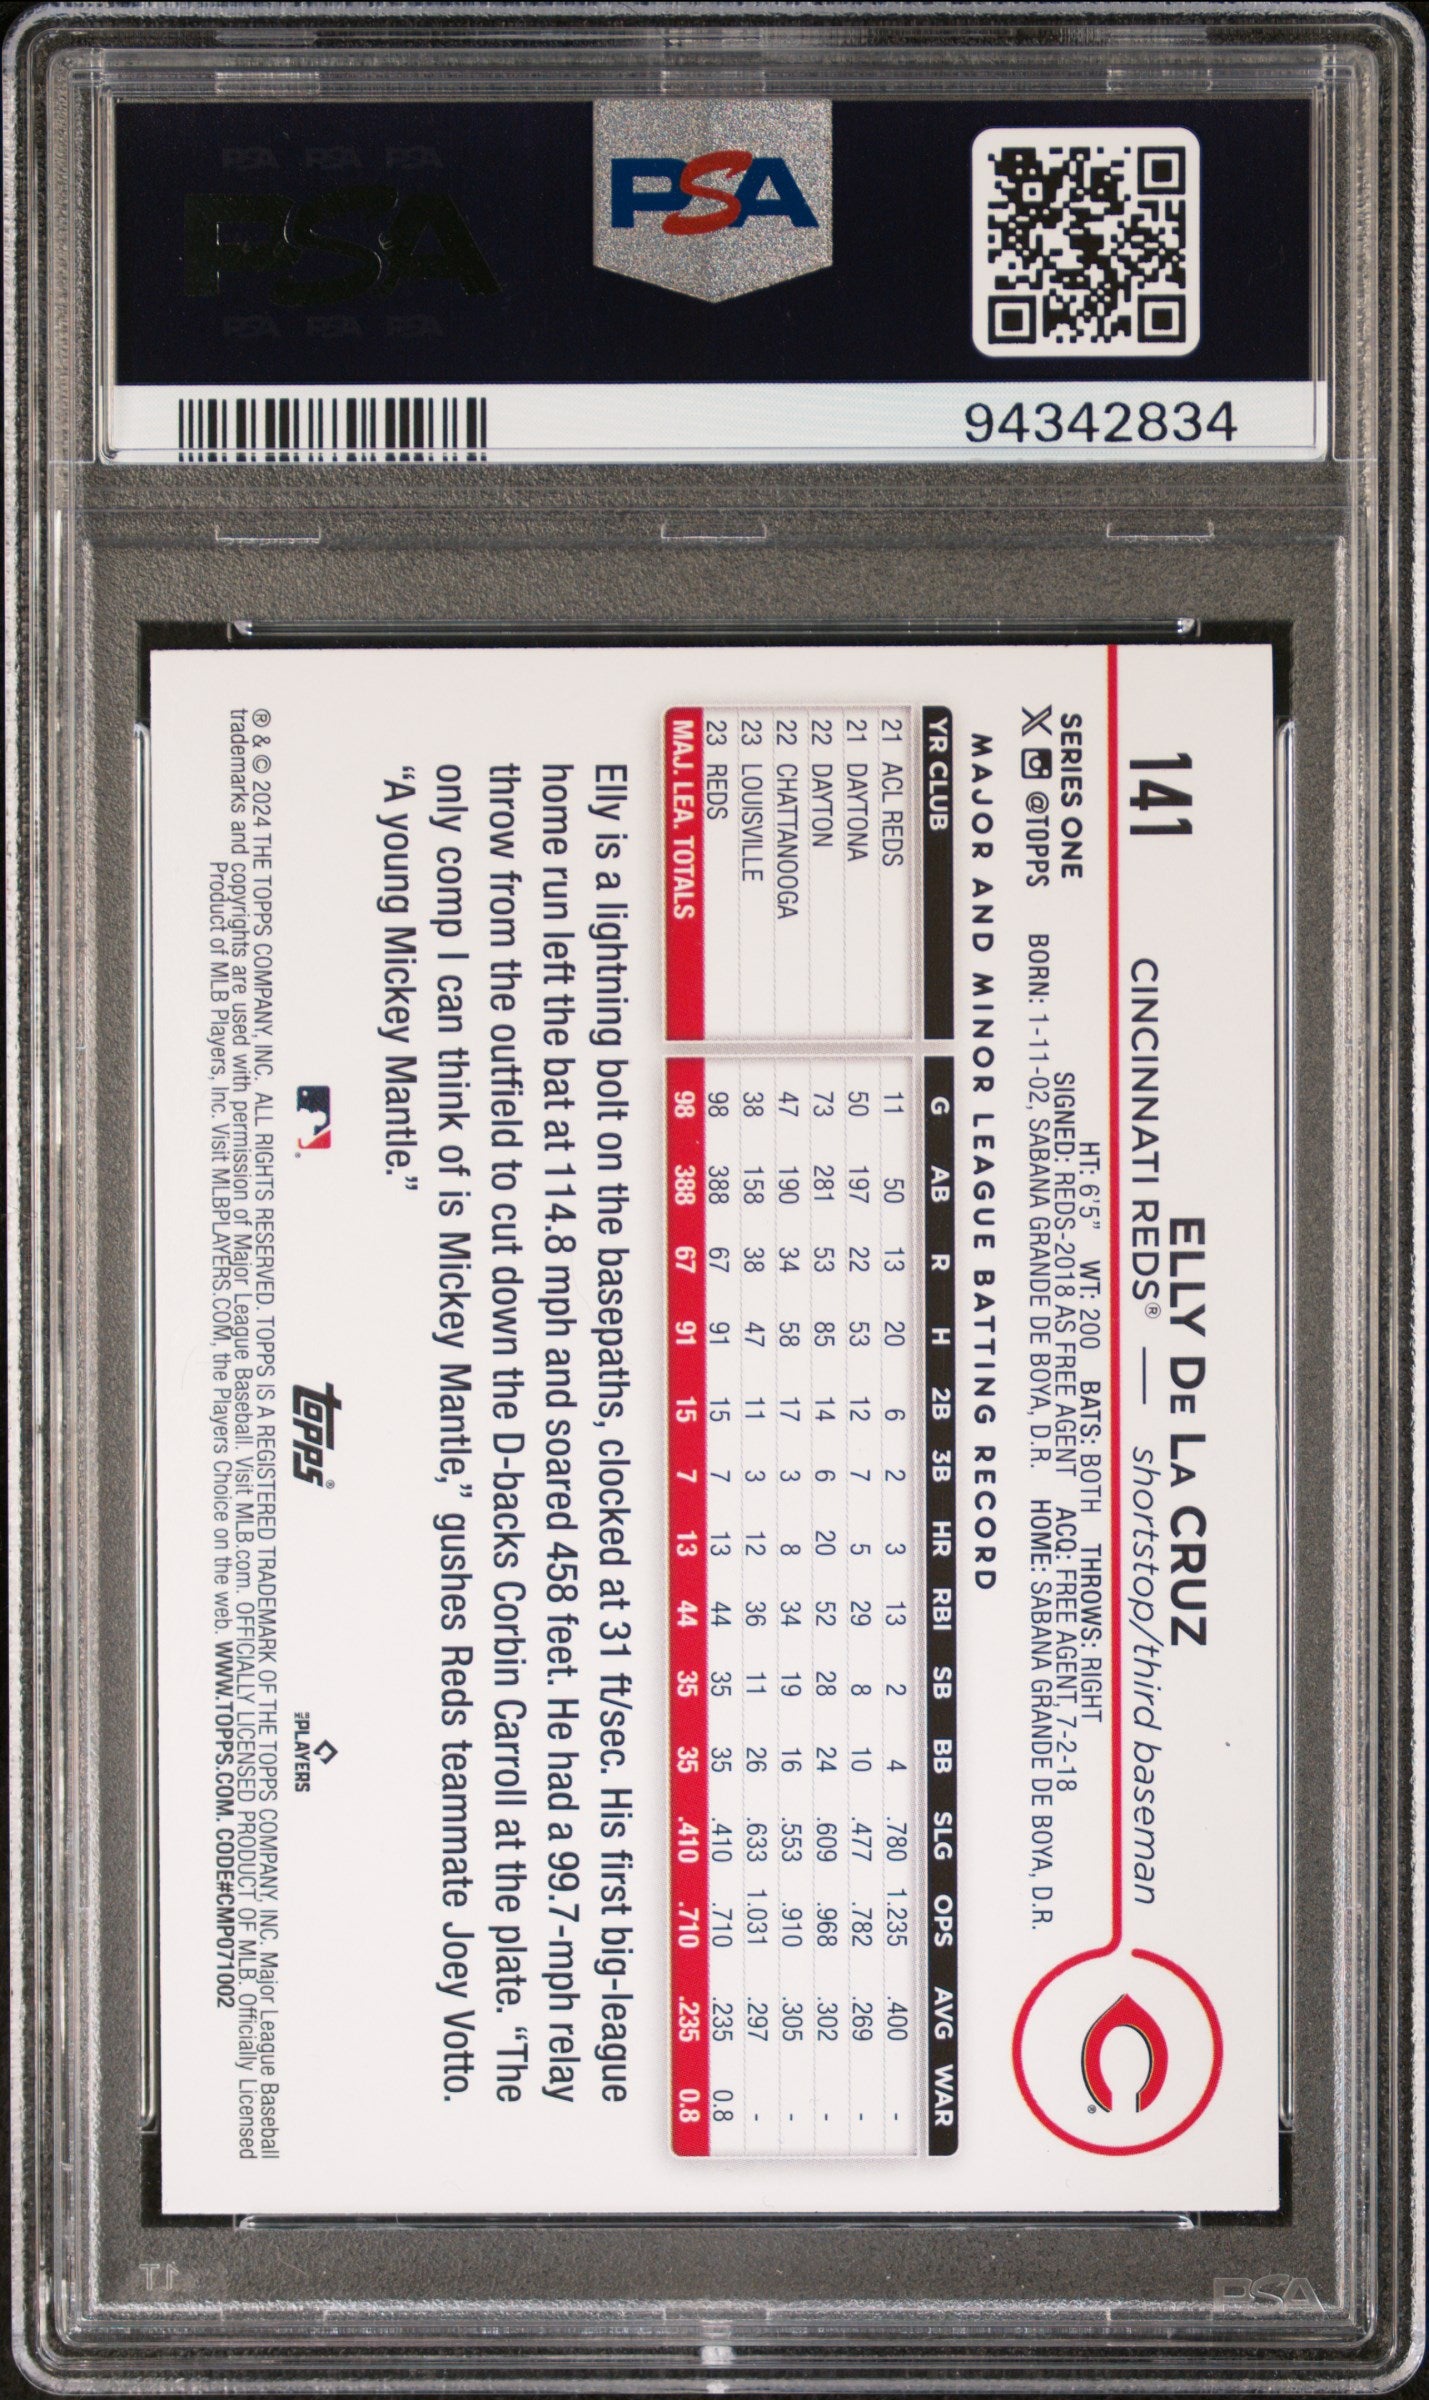 PSA PSA PSA
PSA
PSA PSA PSA
PSA
94342834
141
ELLY DE LA CRUZ
CINCINNATI REDS® — shortstop/third baseman
HT: 6'5" WT: 200 BATS: BOTH THROWS: RIGHT
SERIES ONE SIGNED: REDS-2018 AS FREE AGENT ACQ: FREE AGENT, 7-2-18
X @TOPPS BORN: 1-11-02, SABANA GRANDE DE BOYA, D.R. HOME: SABANA GRANDE DE BOYA, D.R.
C®
MAJOR AND MINOR LEAGUE BATTING RECORD
YR CLUB G AB R H 2B 3B HR RBI SB BB SLG OPS AVG WAR
21 ACL REDS 11 50 13 20 6 2 3 13 2 4 .780 1.235 .400 -
21 DAYTONA 50 197 22 53 12 7 5 29 8 10 .477 .782 .269 -
22 DAYTON 73 281 53 85 14 6 20 52 28 24 .609 .968 .302 -
22 CHATTANOOGA 47 190 34 58 17 3 8 34 19 16 .553 .910 .305 -
23 LOUISVILLE 38 158 38 47 11 3 12 36 11 26 .633 1.031 .297 -
23 REDS 98 388 67 91 15 7 13 44 35 35 .410 .710 .235 0.8
MAJ. LEA. TOTALS 98 388 67 91 15 7 13 44 35 35 .410 .710 .235 0.8
Elly is a lightning bolt on the basepaths, clocked at 31 ft/sec. His first big-league
home run left the bat at 114.8 mph and soared 458 feet. He had a 99.7-mph relay
throw from the outfield to cut down the D-backs Corbin Carroll at the plate. “The
only comp I can think of is Mickey Mantle,” gushes Reds teammate Joey Votto.
“A young Mickey Mantle.”
topps® PLAYERS
® & © 2024 THE TOPPS COMPANY, INC. ALL RIGHTS RESERVED. TOPPS IS A REGISTERED TRADEMARK OF THE TOPPS COMPANY, INC. Major League Baseball
trademarks and copyrights are used with permission of Major League Baseball. Visit MLB.com. OFFICIALLY LICENSED PRODUCT OF MLB. Officially Licensed
Product of MLB Players, Inc. Visit MLBPLAYERS.COM, the Players Choice on the web. WWW.TOPPS.COM. CODE#CMP071002
PSA